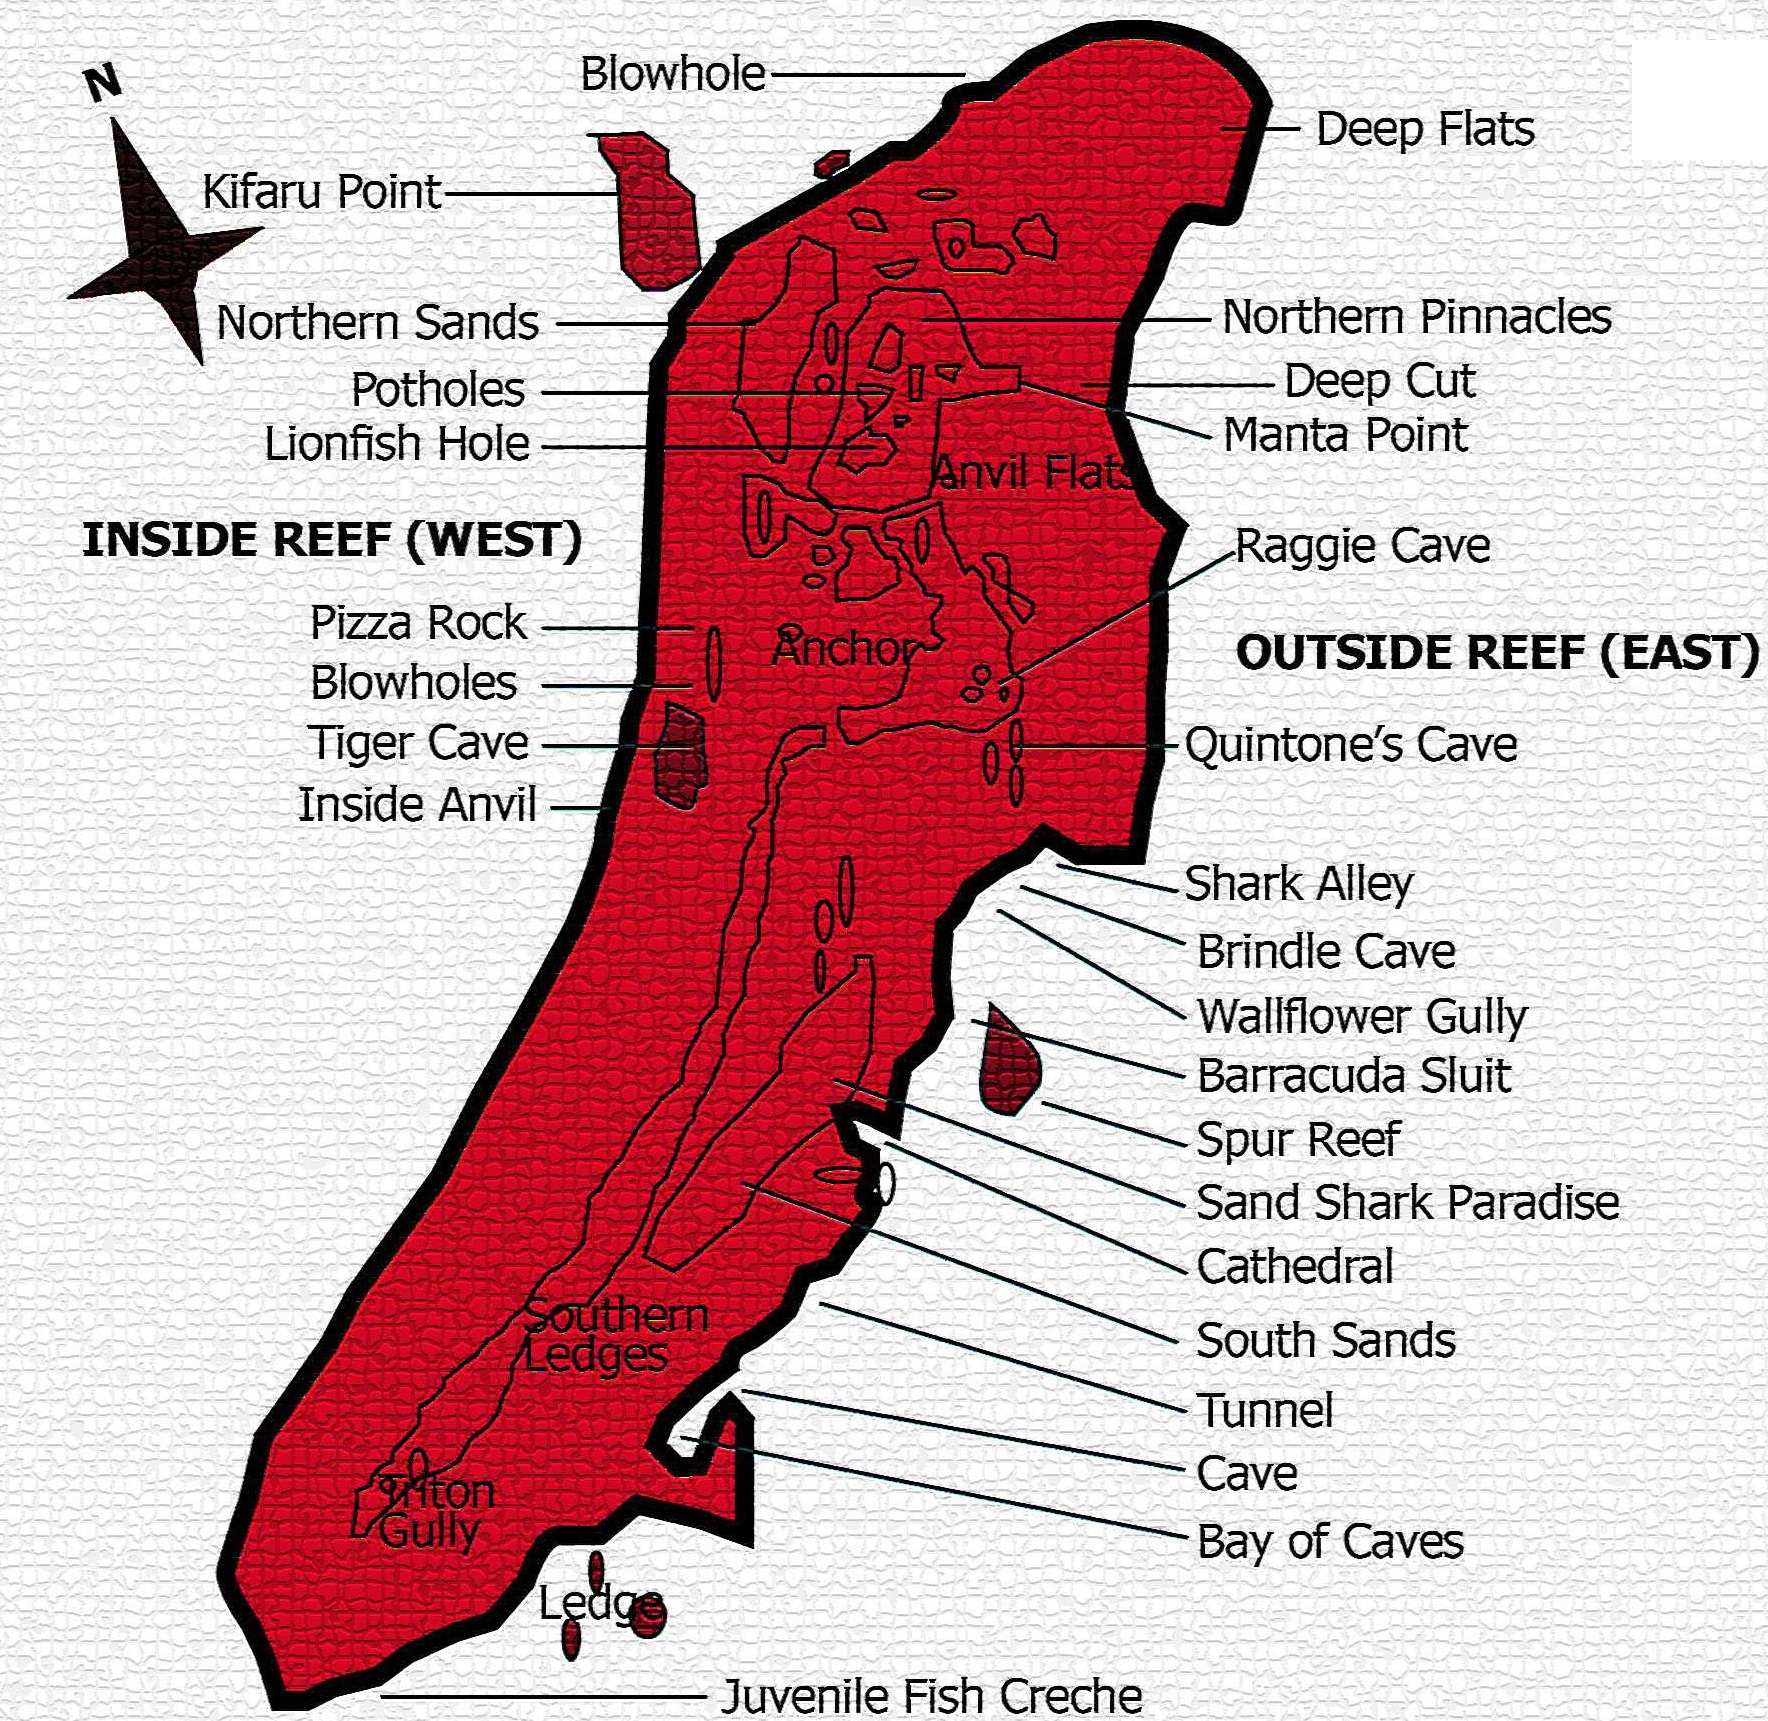 N
Blowhole
Deep Flats
Kifaru Point
Northern Sands
Northern Pinnacles
Potholes
Deep Cut
Lionfish Hole
Manta Point
Anvil Flats
INSIDE REEF (WEST)
Raggie Cave
Pizza Rock
Anchor
OUTSIDE REEF (EAST)
Blowholes
Tiger Cave
Quintone's Cave
Inside Anvil
Shark Alley
Brindle Cave
Wallflower Gully
Barracuda Sluit
Spur Reef
Sand Shark Paradise
Cathedral
Southern
Ledges
South Sands
Tunnel
Cave
Triton
Gully
Bay of Caves
Ledge
Juvenile Fish Creche